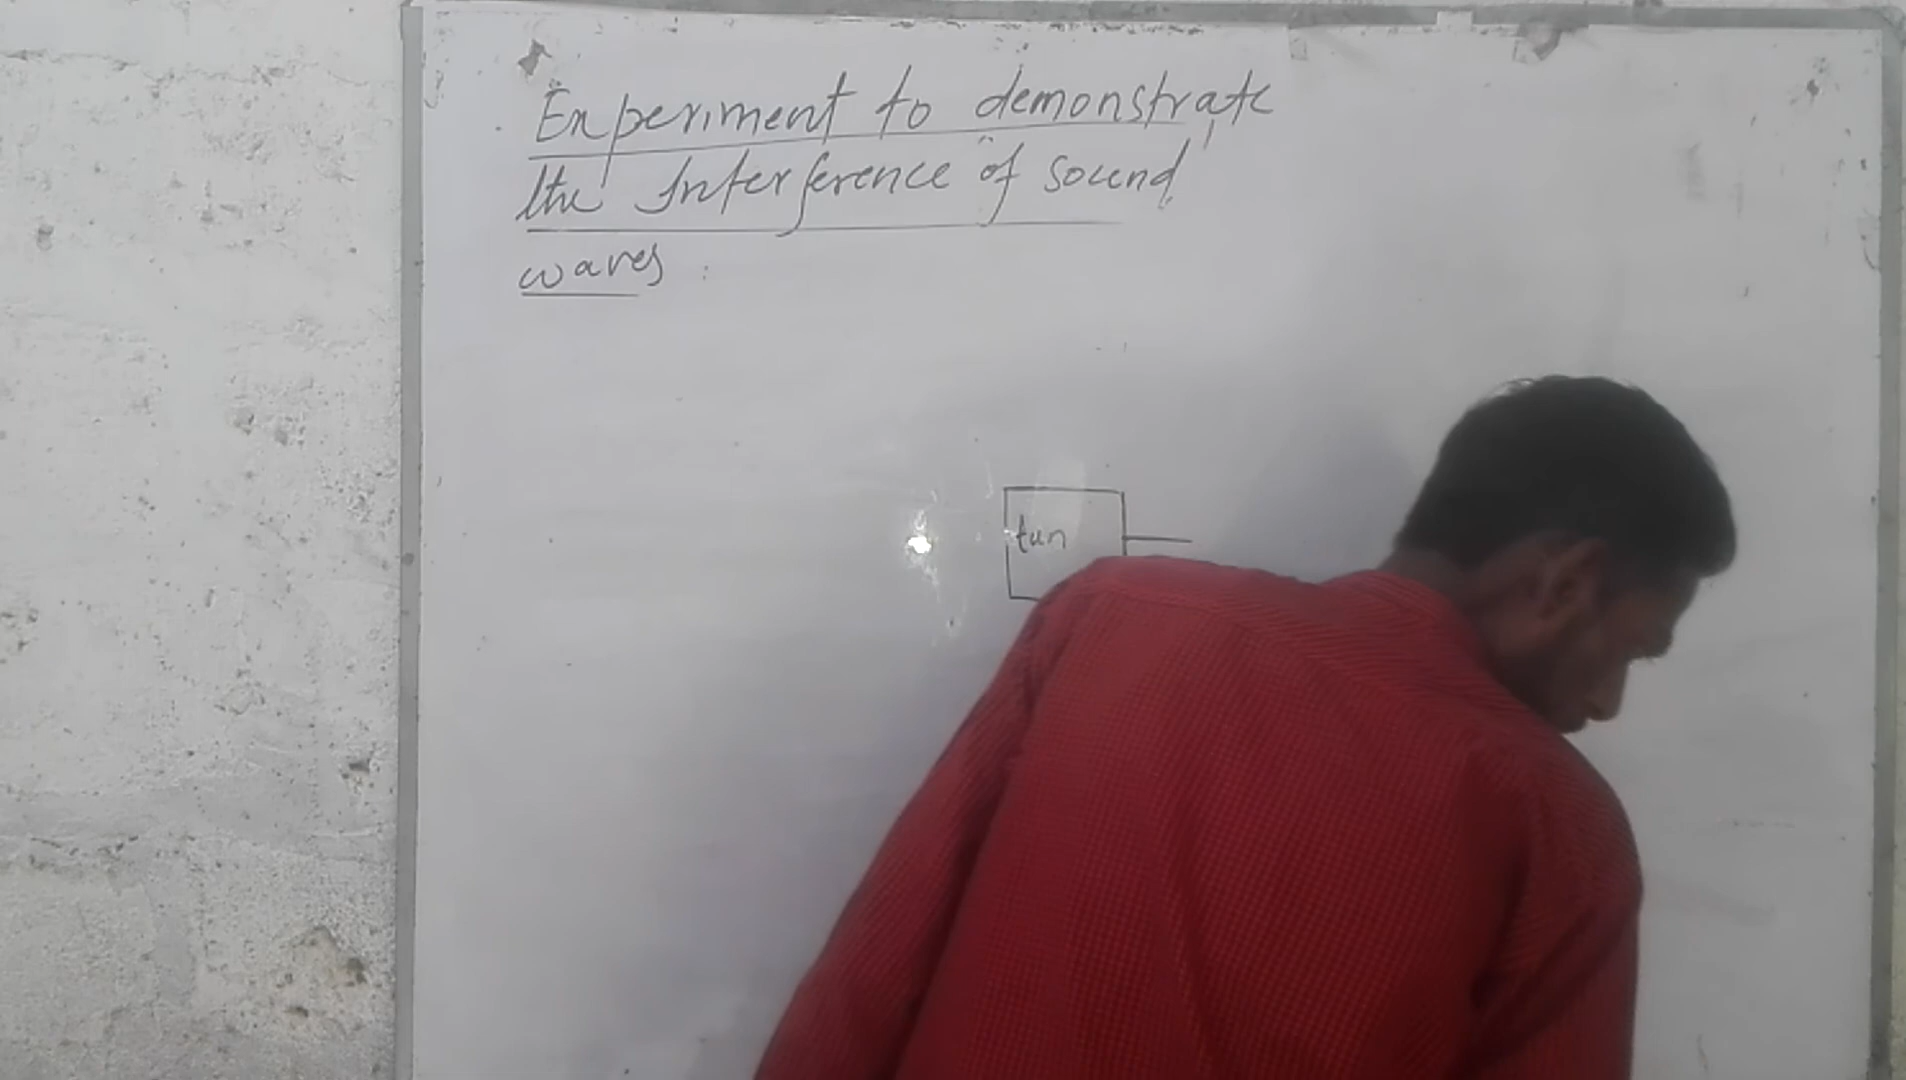 Experiment to demonstrate
the Interference of sound
waves :
tun